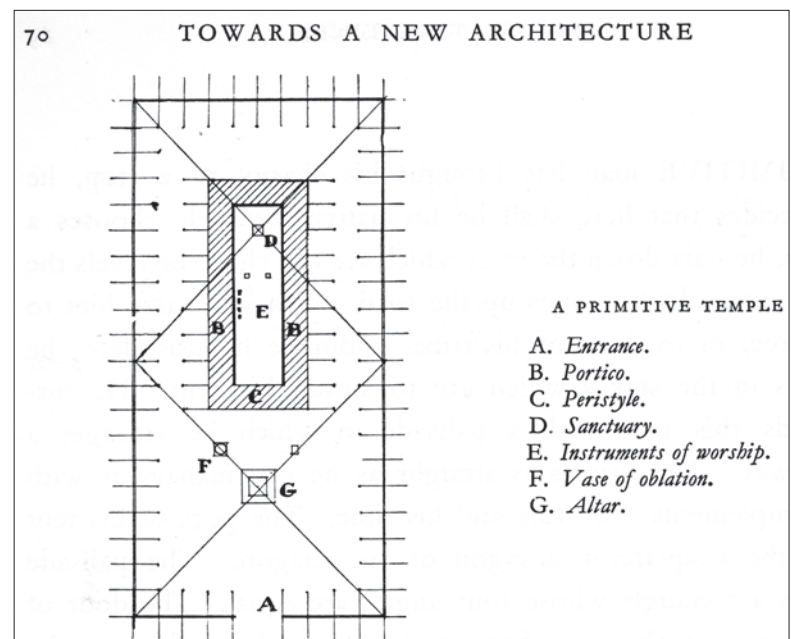 70
TOWARDS A NEW ARCHITECTURE
D
E
B B
C
F
G
A
A PRIMITIVE TEMPLE
A. Entrance.
B. Portico.
C. Peristyle.
D. Sanctuary.
E. Instruments of worship.
F. Vase of oblation.
G. Altar.